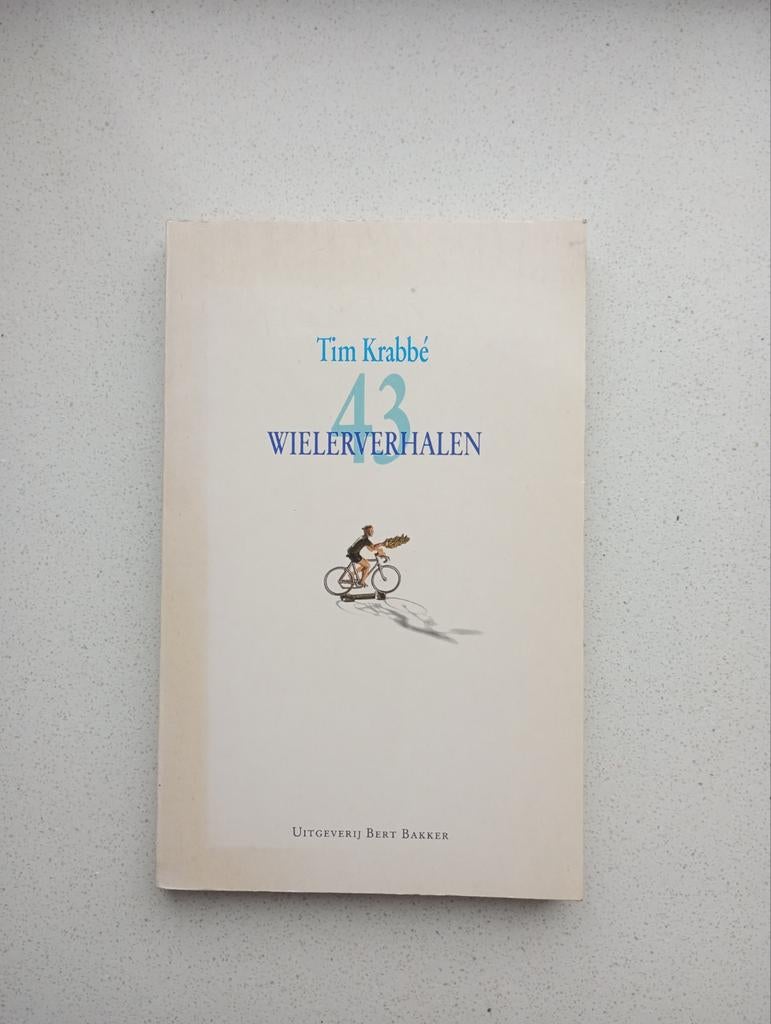 Tim Krabbé
43
WIELERVERHALEN
UITGEVERIJ BERT BAKKER